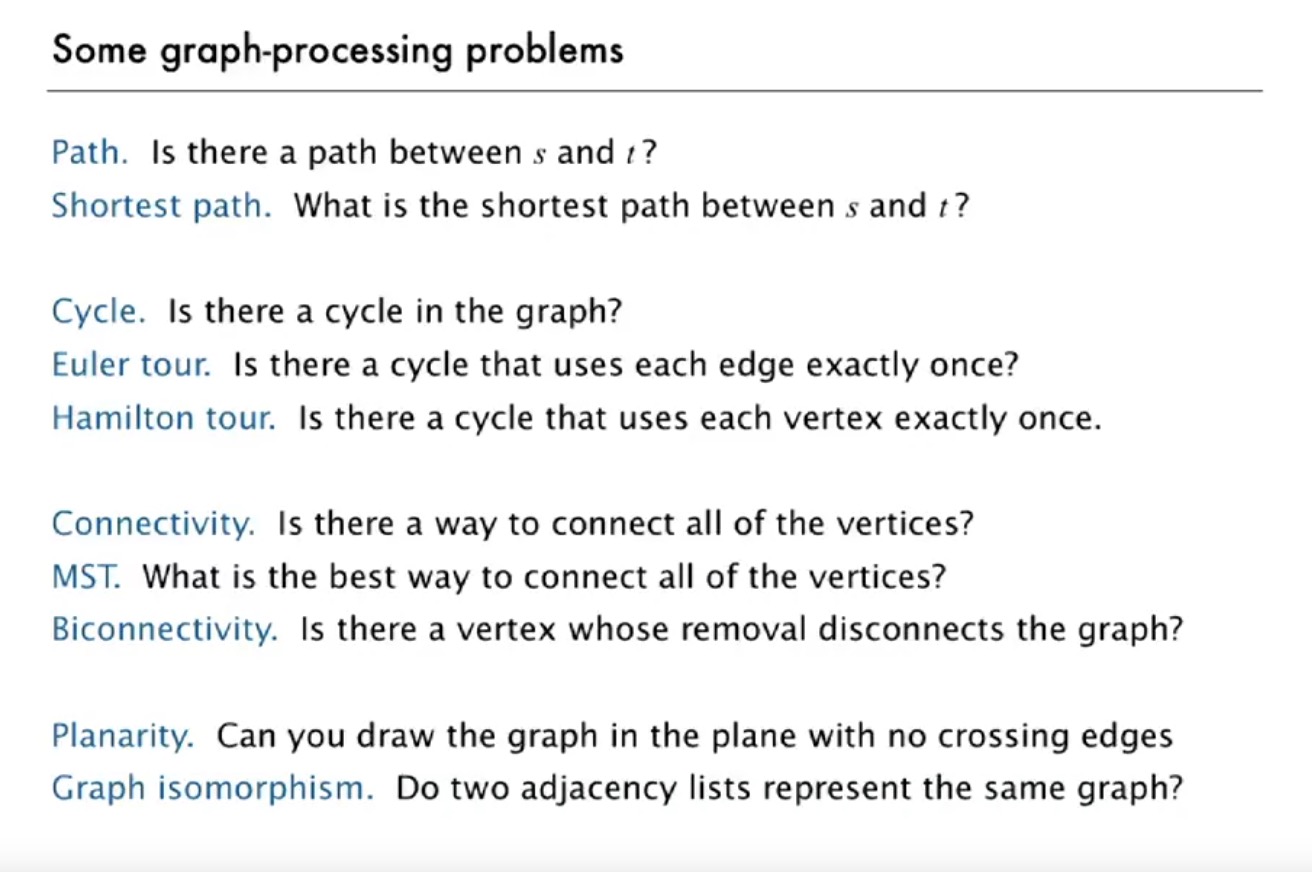 Some graph-processing problems
Path. Is there a path between s and t?
Shortest path. What is the shortest path between s and t?
Cycle. Is there a cycle in the graph?
Euler tour. Is there a cycle that uses each edge exactly once?
Hamilton tour. Is there a cycle that uses each vertex exactly once.
Connectivity. Is there a way to connect all of the vertices?
MST. What is the best way to connect all of the vertices?
Biconnectivity. Is there a vertex whose removal disconnects the graph?
Planarity. Can you draw the graph in the plane with no crossing edges
Graph isomorphism. Do two adjacency lists represent the same graph?